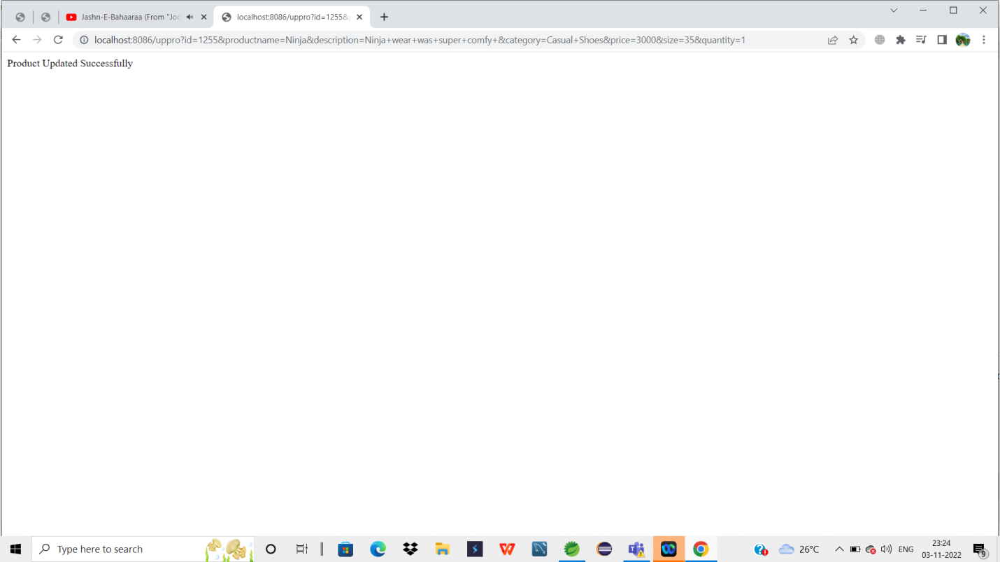 Jashn-E-Bahaaraa (From "Joo
localhost:8086/uppro?id=1255&
localhost:8086/uppro?id=1255&productname=Ninja&description=Ninja+wear+was+super+comfy+&category=Casual+Shoes&price=3000&size=35&quantity=1
Product Updated Successfully
Type here to search
26°C
ENG
23:24
03-11-2022
9